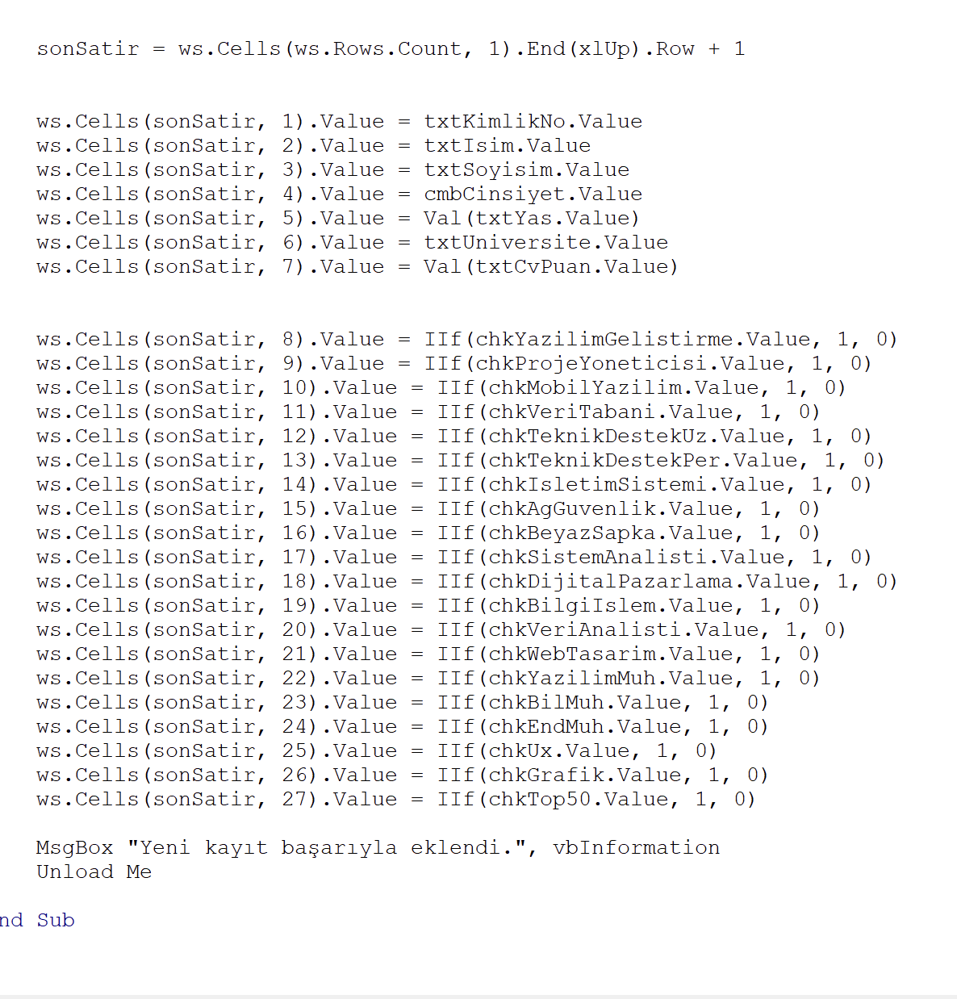 sonSatir = ws.Cells(ws.Rows.Count, 1).End(xlUp).Row + 1
ws.Cells(sonSatir, 1).Value = txtKimlikNo.Value
ws.Cells(sonSatir, 2).Value = txtIsim.Value
ws.Cells(sonSatir, 3).Value = txtSoyisim.Value
ws.Cells(sonSatir, 4).Value = cmbCinsiyet.Value
ws.Cells(sonSatir, 5).Value = Val(txtYas.Value)
ws.Cells(sonSatir, 6).Value = txtUniversite.Value
ws.Cells(sonSatir, 7).Value = Val(txtCvPuan.Value)
ws.Cells(sonSatir, 8).Value = IIf(chkYazilimGelistirme.Value, 1, 0)
ws.Cells(sonSatir, 9).Value = IIf(chkProjeYoneticisi.Value, 1, 0)
ws.Cells(sonSatir, 10).Value = IIf(chkMobilYazilim.Value, 1, 0)
ws.Cells(sonSatir, 11).Value = IIf(chkVeriTabani.Value, 1, 0)
ws.Cells(sonSatir, 12).Value = IIf(chkTeknikDestekUz.Value, 1, 0)
ws.Cells(sonSatir, 13).Value = IIf(chkTeknikDestekPer.Value, 1, 0)
ws.Cells(sonSatir, 14).Value = IIf(chkIsletimSistemi.Value, 1, 0)
ws.Cells(sonSatir, 15).Value = IIf(chkAgGuvenlik.Value, 1, 0)
ws.Cells(sonSatir, 16).Value = IIf(chkBeyazSapka.Value, 1, 0)
ws.Cells(sonSatir, 17).Value = IIf(chkSistemAnalisti.Value, 1, 0)
ws.Cells(sonSatir, 18).Value = IIf(chkDijitalPazarlama.Value, 1, 0)
ws.Cells(sonSatir, 19).Value = IIf(chkBilgiIslem.Value, 1, 0)
ws.Cells(sonSatir, 20).Value = IIf(chkVeriAnalisti.Value, 1, 0)
ws.Cells(sonSatir, 21).Value = IIf(chkWebTasarim.Value, 1, 0)
ws.Cells(sonSatir, 22).Value = IIf(chkYazilimMuh.Value, 1, 0)
ws.Cells(sonSatir, 23).Value = IIf(chkBilMuh.Value, 1, 0)
ws.Cells(sonSatir, 24).Value = IIf(chkEndMuh.Value, 1, 0)
ws.Cells(sonSatir, 25).Value = IIf(chkUx.Value, 1, 0)
ws.Cells(sonSatir, 26).Value = IIf(chkGrafik.Value, 1, 0)
ws.Cells(sonSatir, 27).Value = IIf(chkTop50.Value, 1, 0)
MsgBox "Yeni kayıt başarıyla eklendi.", vbInformation
Unload Me
nd Sub